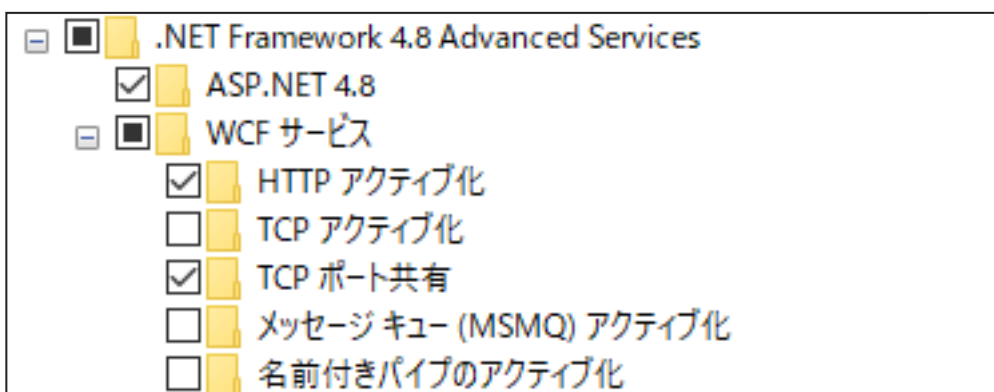 .NET Framework 4.8 Advanced Services
ASP.NET 4.8
WCF サービス
HTTP アクティブ化
TCP アクティブ化
TCP ポート共有
メッセージ キュー (MSMQ) アクティブ化
名前付きパイプのアクティブ化